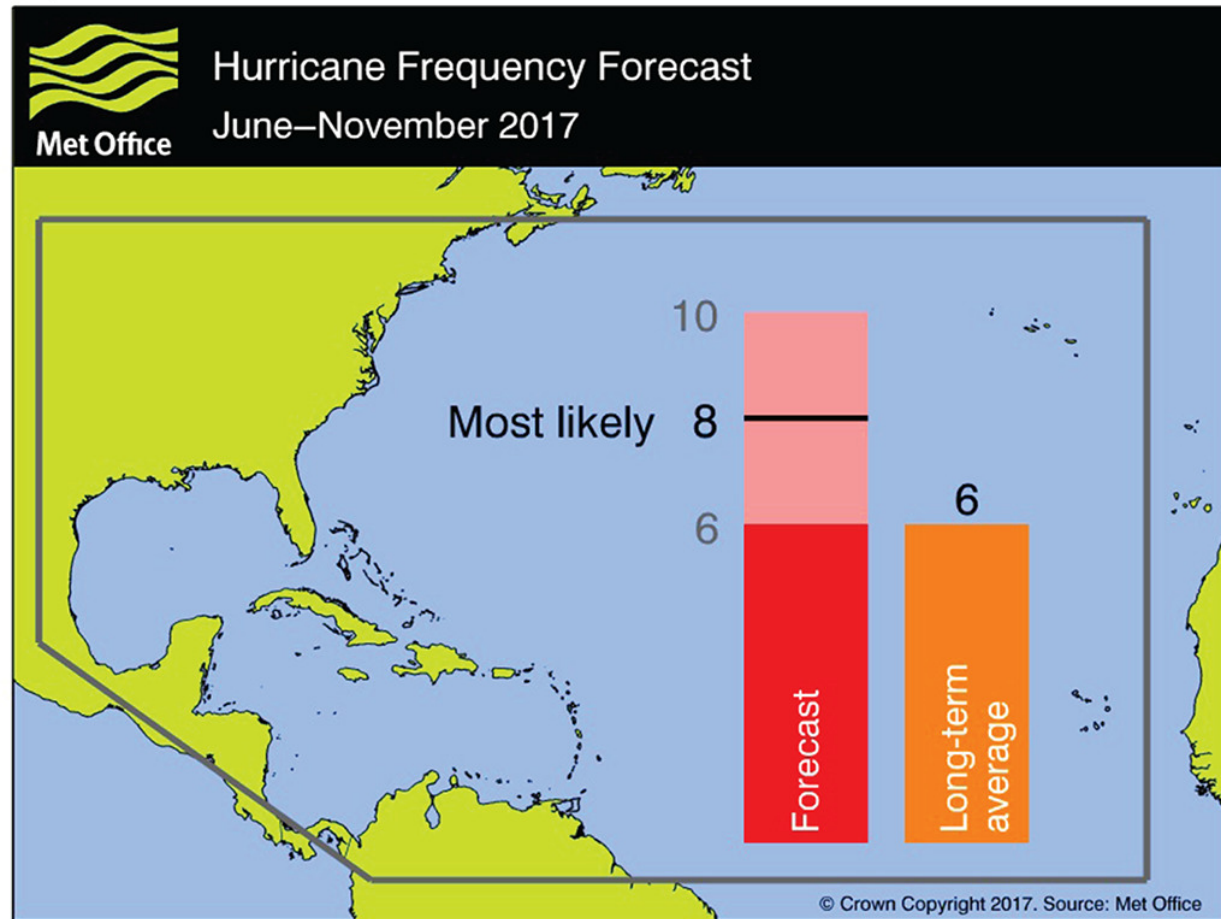 Met Office
Hurricane Frequency Forecast
June–November 2017
10
Most likely 8
6
6
Forecast
Long-term
average
© Crown Copyright 2017. Source: Met Office